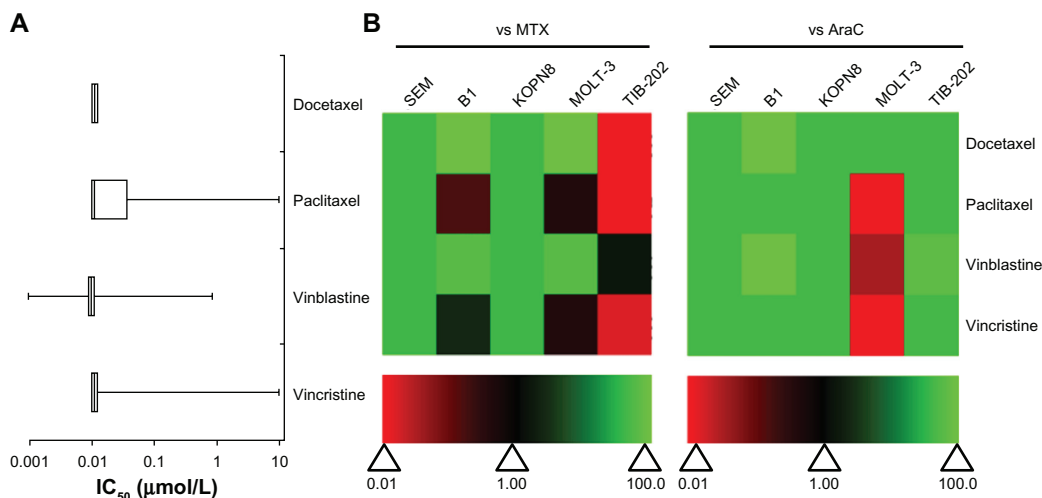 A
Docetaxel
Paclitaxel
Vinblastine
Vincristine
0.001 0.01 0.1 1 10
IC50 (μmol/L)
B
vs MTX
vs AraC
SEM B1 KOPN8 MOLT-3 TIB-202
SEM B1 KOPN8 MOLT-3 TIB-202
Docetaxel
Paclitaxel
Vinblastine
Vincristine
0.01 1.00 100.0
0.01 1.00 100.0